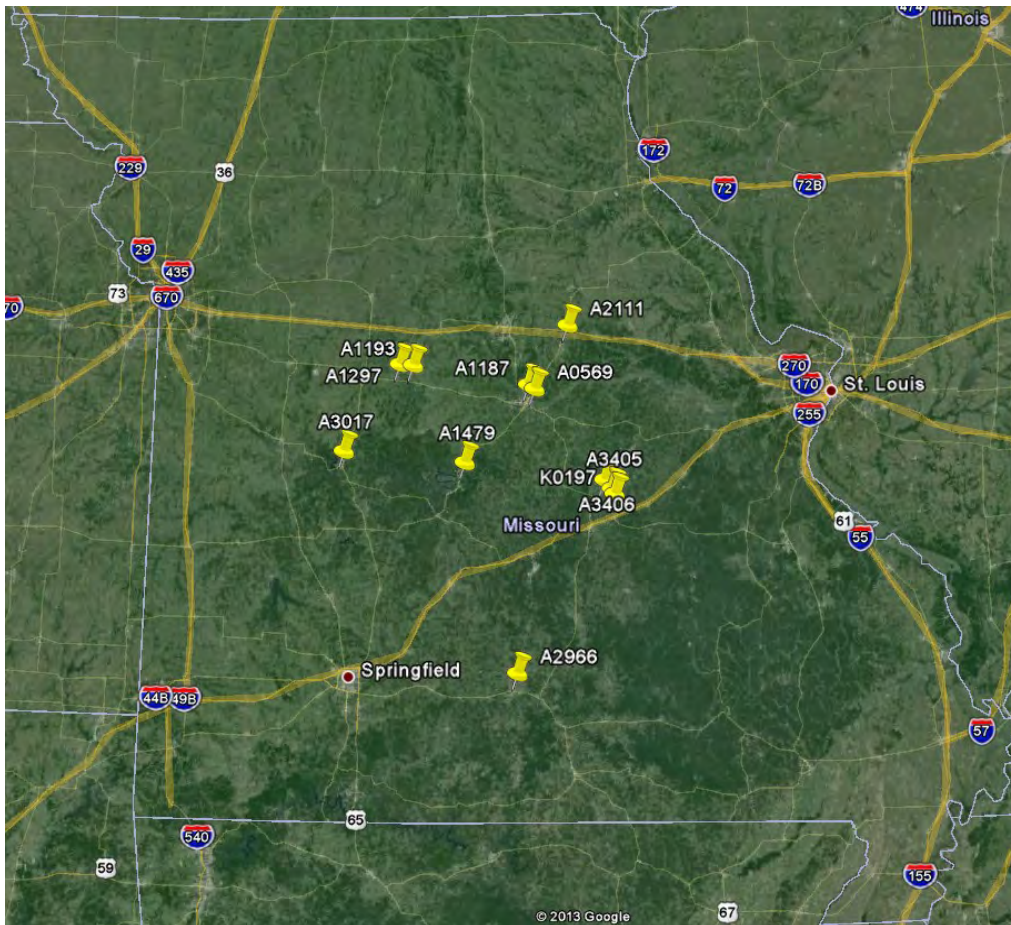 474
Illinois
172
229
36
72
72B
29
435
73
670
70
A2111
A1193
A1187
A0569
270
A1297
170
St. Louis
255
A3017
A1479
A3405
K0197
A3406
Missouri
61
55
A2966
Springfield
44B
49B
57
65
540
59
155
67
© 2013 Google